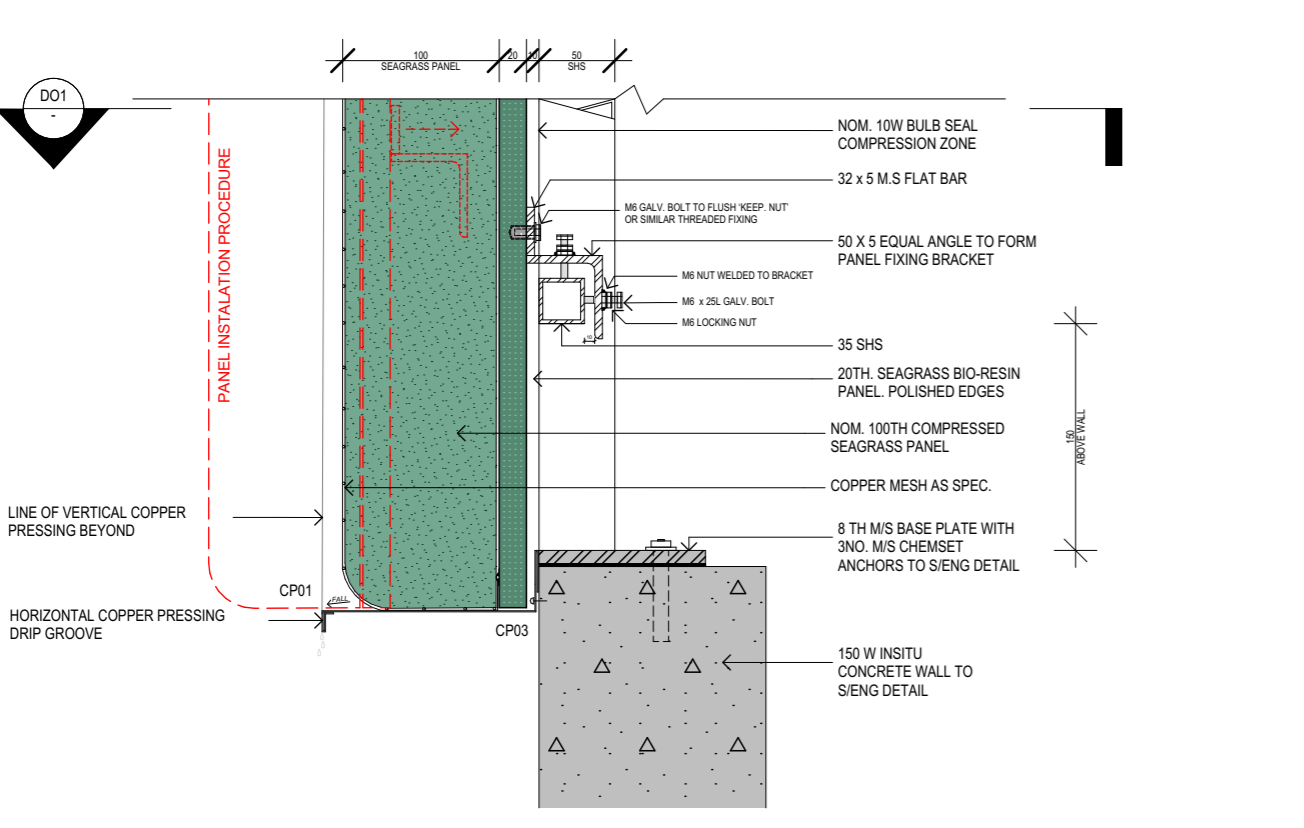 100
SEAGRASS PANEL
20
10
50
SHS
DO1
-
PANEL INSTALATION PROCEDURE
NOM. 10W BULB SEAL
COMPRESSION ZONE
32 x 5 M.S FLAT BAR
M6 GALV. BOLT TO FLUSH 'KEEP. NUT'
OR SIMILAR THREADED FIXING
50 X 5 EQUAL ANGLE TO FORM
PANEL FIXING BRACKET
M6 NUT WELDED TO BRACKET
M6 x 25L GALV. BOLT
M6 LOCKING NUT
35 SHS
20TH. SEAGRASS BIO-RESIN
PANEL. POLISHED EDGES
NOM. 100TH COMPRESSED
SEAGRASS PANEL
150
ABOVE WALL
COPPER MESH AS SPEC.
LINE OF VERTICAL COPPER
PRESSING BEYOND
8 TH M/S BASE PLATE WITH
3NO. M/S CHEMSET
ANCHORS TO S/ENG DETAIL
CP01
FALL
HORIZONTAL COPPER PRESSING
DRIP GROOVE
CP03
150 W INSITU
CONCRETE WALL TO
S/ENG DETAIL